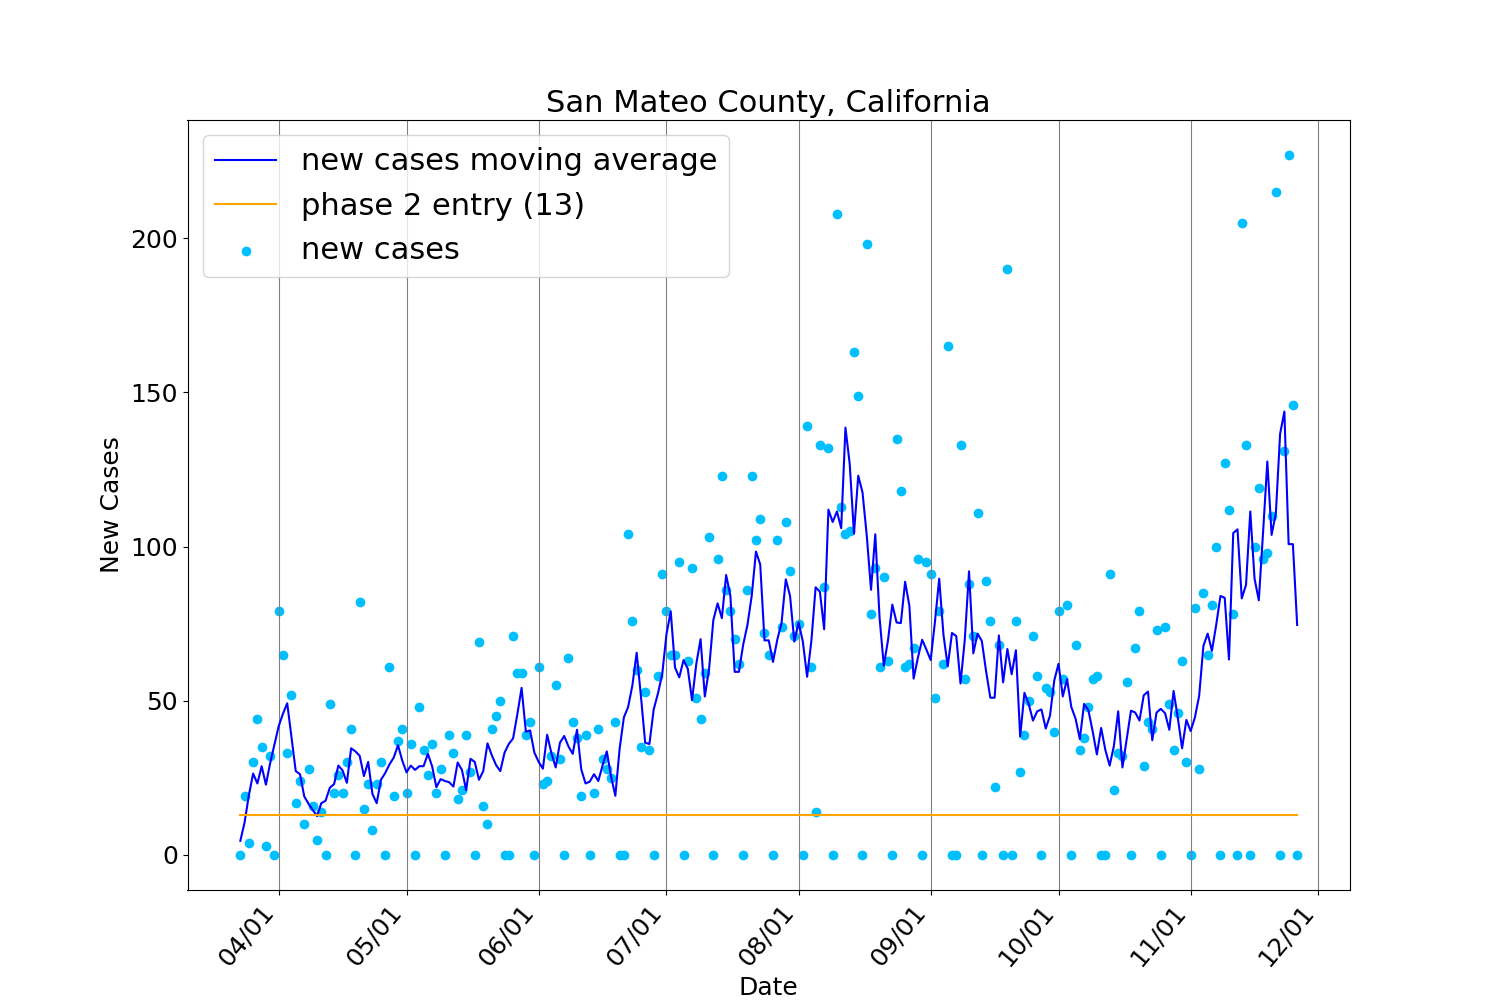 San Mateo County, California
new cases moving average
phase 2 entry (13)
new cases
New Cases
200
150
100
50
0
04/01
05/01
06/01
07/01
08/01
09/01
10/01
11/01
12/01
Date